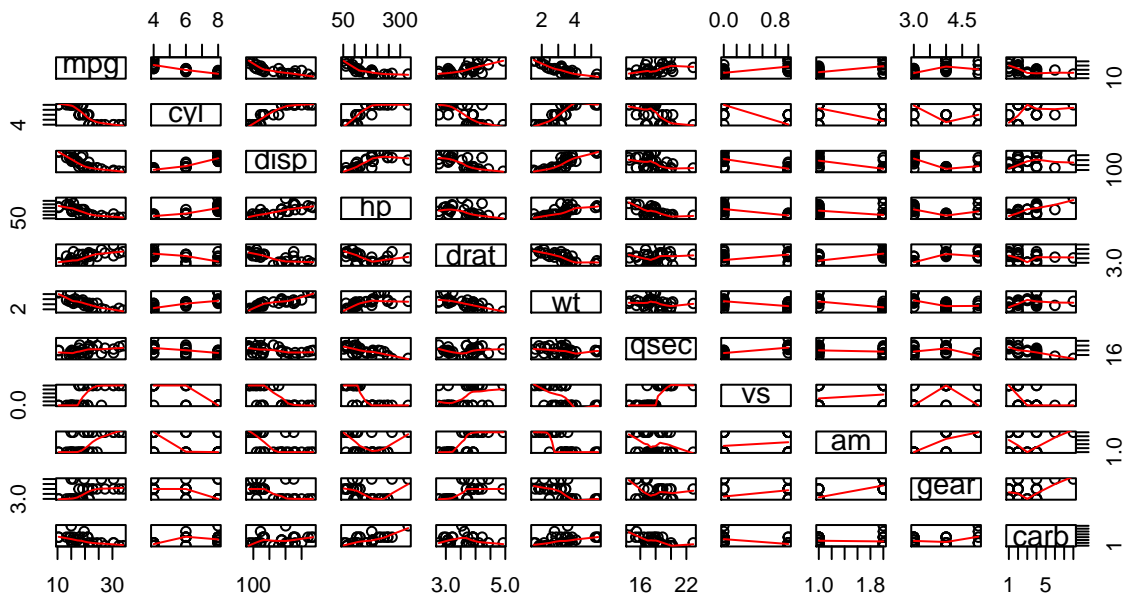 4 6 8 50 300 2 4 0.0 0.8 3.0 4.5
mpg 10
4 cyl
disp 100
50 hp
drat 3.0
2 wt
qsec 16
0.0 vs
am 1.0
3.0 gear
carb 1
10 30 100 3.0 5.0 16 22 1.0 1.8 1 5